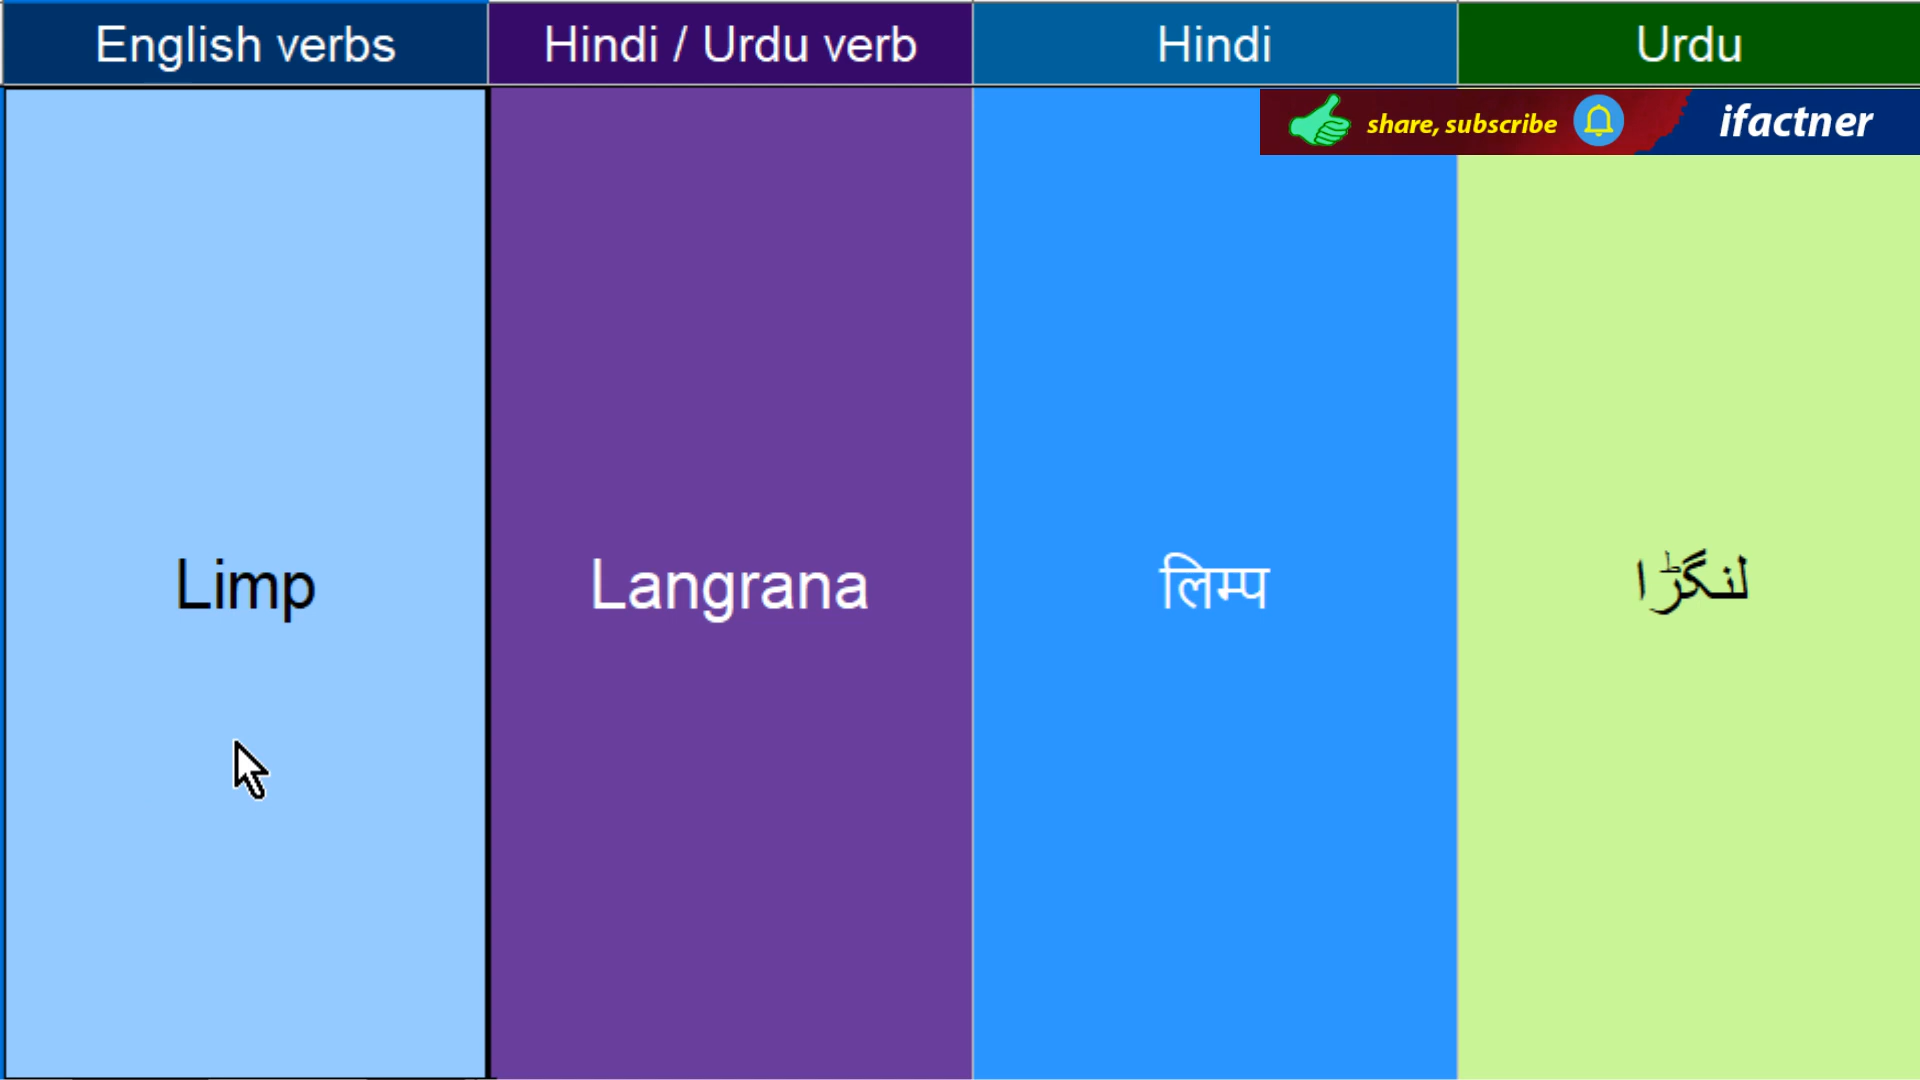 English verbs
Hindi / Urdu verb
Hindi
Urdu
share, subscribe
ifactner
Limp
Langrana
लिम्प
لنگڑا